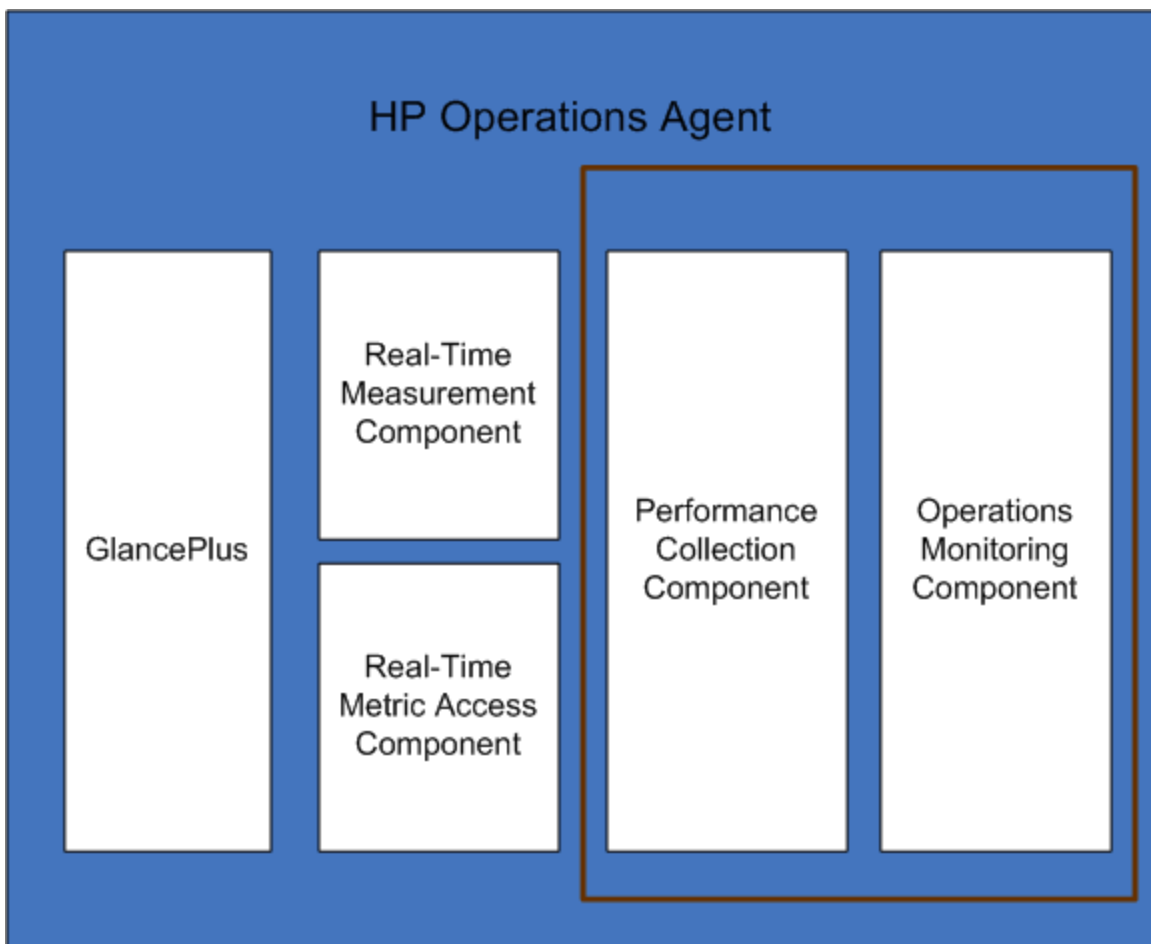 HP Operations Agent
GlancePlus
Real-Time
Measurement
Component
Real-Time
Metric Access
Component
Performance
Collection
Component
Operations
Monitoring
Component